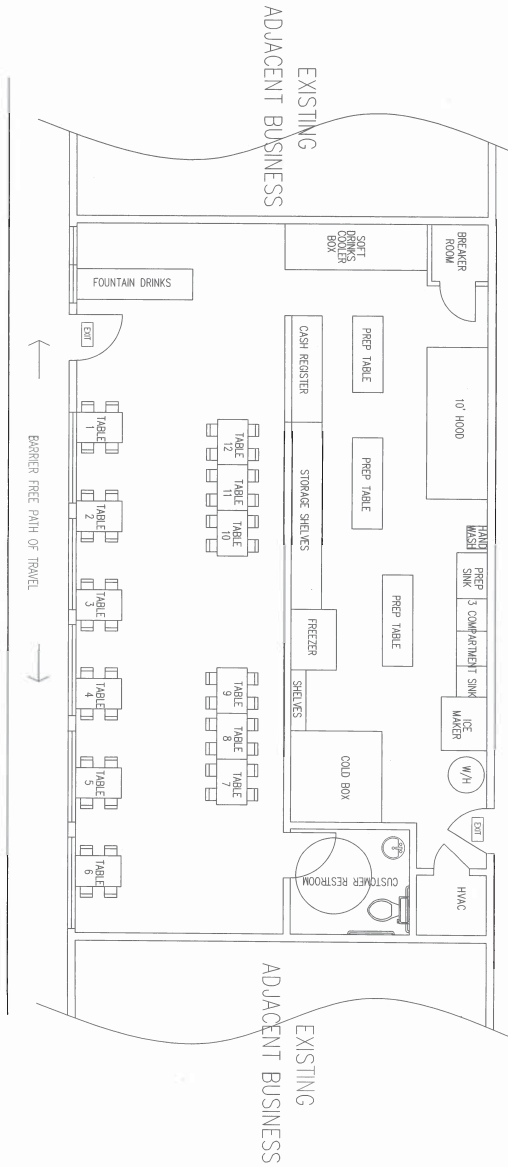 EXISTING
ADJACENT BUSINESS
BREAKER
ROOM
SOFT
DRINKS
COOLER
BOX
FOUNTAIN DRINKS
EXIT
10' HOOD
PREP TABLE
CASH REGISTER
PREP TABLE
STORAGE SHELVES
HAND
WASH
PREP
SINK
3 COMPARTMENT SINK
PREP TABLE
FREEZER
SHELVES
ICE
MAKER
W/H
COLD BOX
EXIT
HVAC
CUSTOMER RESTROOM
TABLE
12
TABLE
11
TABLE
10
TABLE
9
TABLE
8
TABLE
7
TABLE
1
TABLE
2
TABLE
3
TABLE
4
TABLE
5
TABLE
6
BARRIER FREE PATH OF TRAVEL
EXISTING
ADJACENT BUSINESS